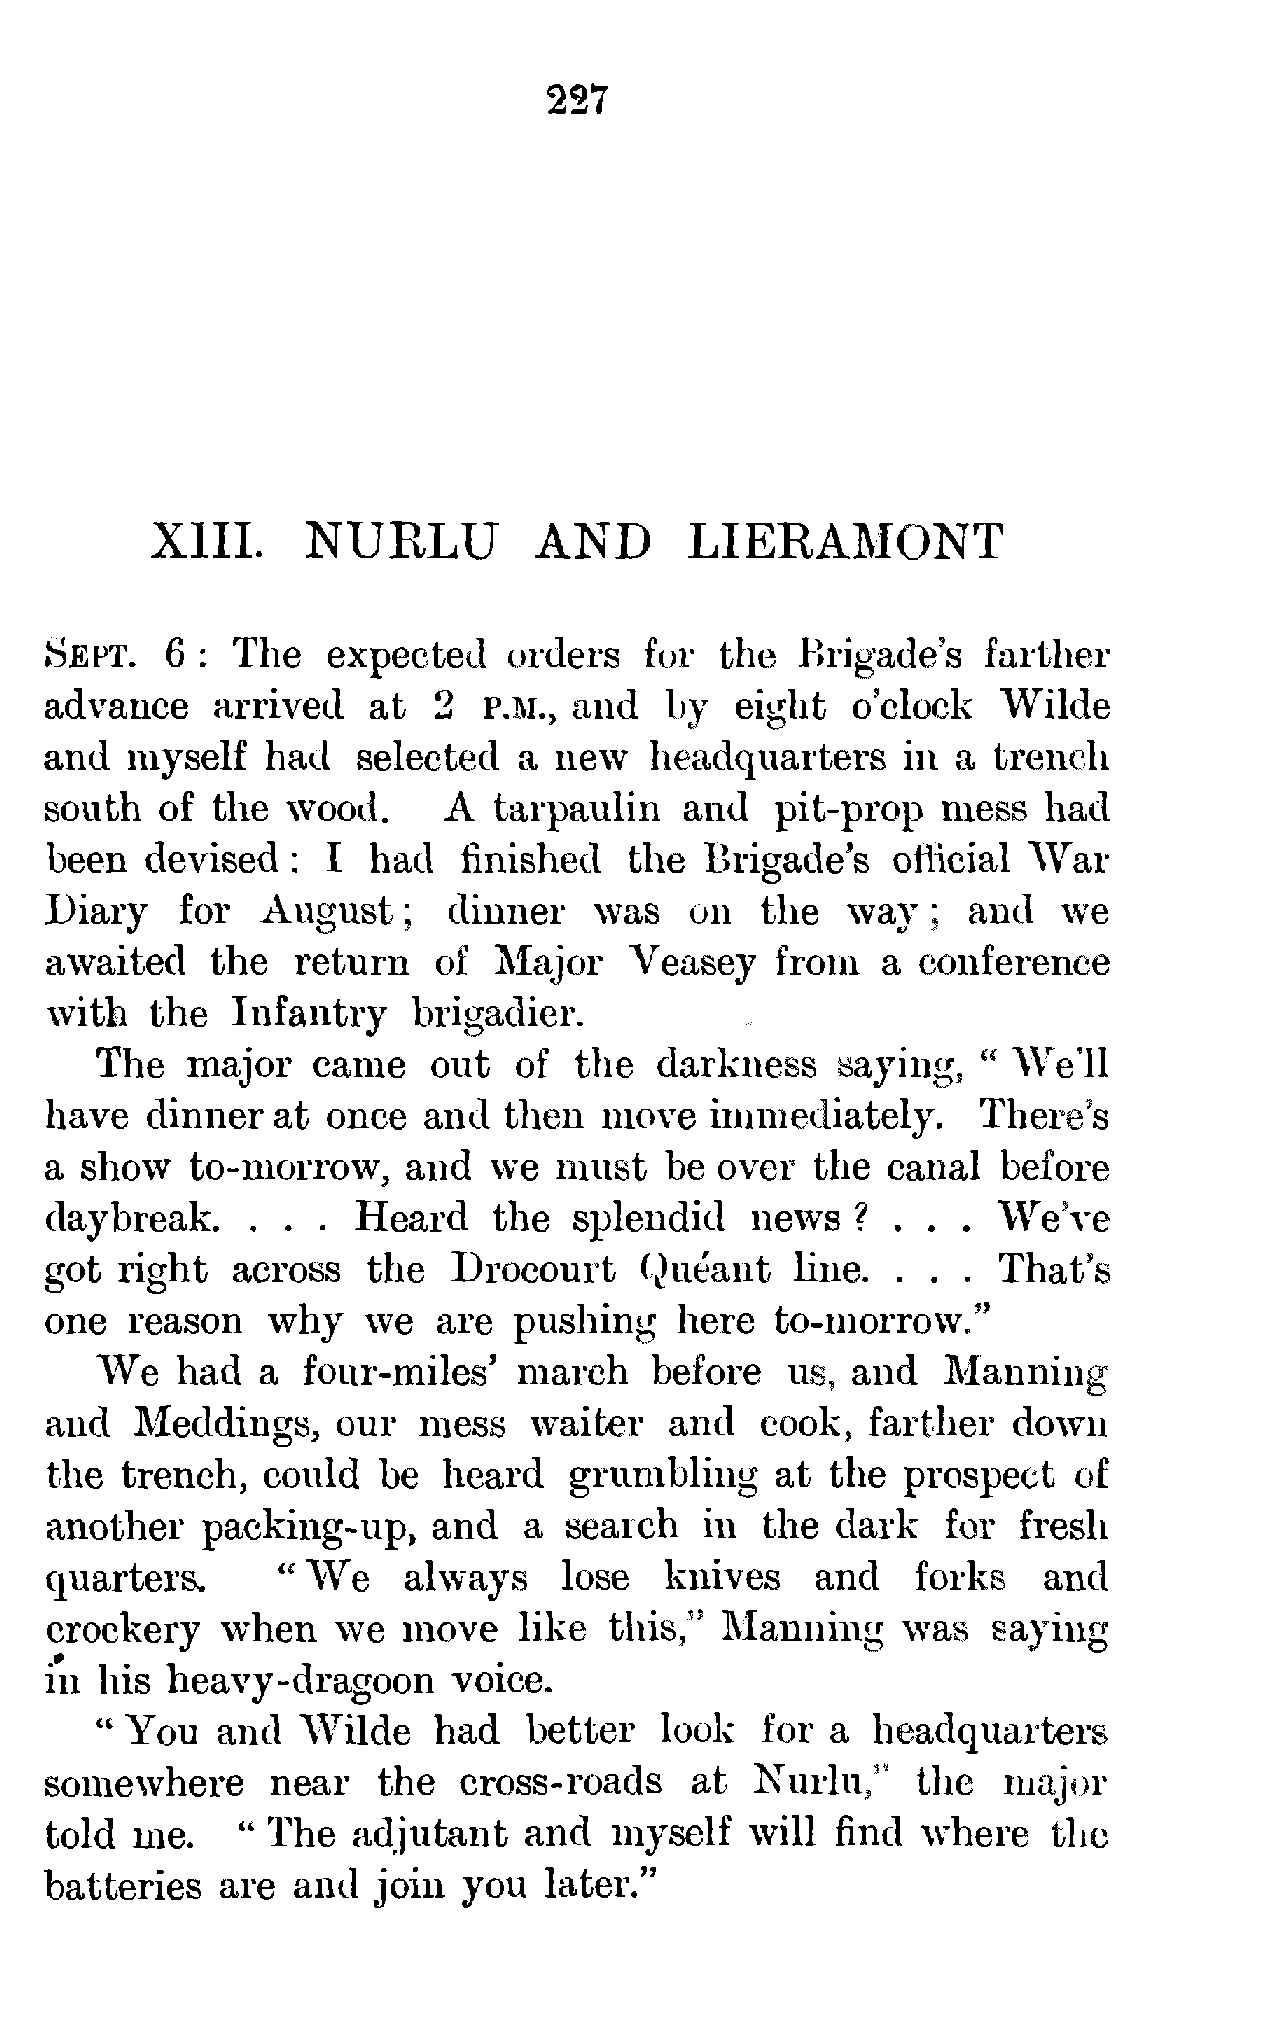 227
XIII. NURLU AND LIERAMONT
SEPT. 6 : The expected orders for the Brigade's farther
advance arrived at 2 P.M., and by eight o'clock Wilde
and myself had selected a new headquarters in a trench
south of the wood. A tarpaulin and pit-prop mess had
been devised : I had finished the Brigade's official War
Diary for August ; dinner was on the way ; and we
awaited the return of Major Veasey from a conference
with the Infantry brigadier.
The major came out of the darkness saying, " We'll
have dinner at once and then move immediately. There's
a show to-morrow, and we must be over the canal before
daybreak. . . . Heard the splendid news ? . . . We've
got right across the Drocourt Quéant line. . . . That's
one reason why we are pushing here to-morrow."
We had a four-miles' march before us, and Manning
and Meddings, our mess waiter and cook, farther down
the trench, could be heard grumbling at the prospect of
another packing-up, and a search in the dark for fresh
quarters. " We always lose knives and forks and
crockery when we move like this," Manning was saying
in his heavy-dragoon voice.
" You and Wilde had better look for a headquarters
somewhere near the cross-roads at Nurlu," the major
told me. " The adjutant and myself will find where the
batteries are and join you later."